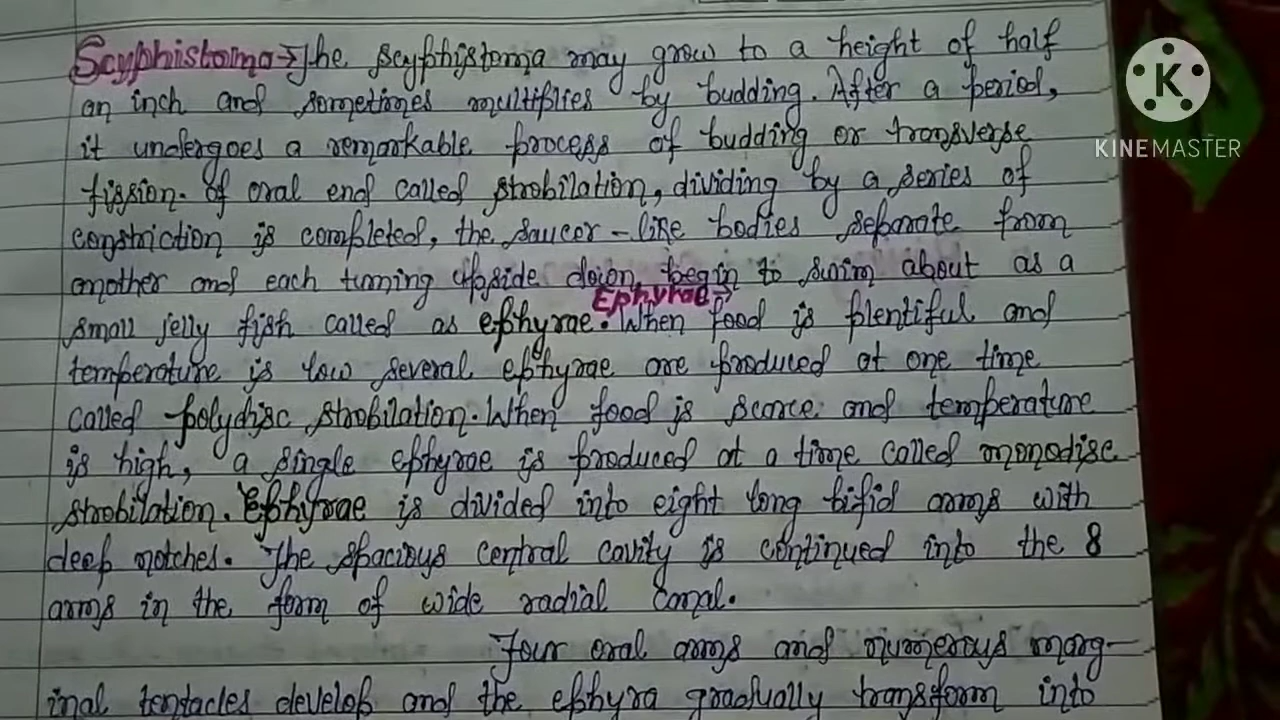 Scyphistoma→The scyphistoma may grow to a height of half
an inch and sometimes multiplies by budding. After a period,
it undergoes a remarkable process of budding or transverse
fission. Of oral end called strobilation, dividing by a series of
constriction is completed, the saucer-like bodies separate from
another and each turning upside down, begin to swim about as a
Ephyrae→
small jelly fish called as ephyrae. When food is plentiful and
temperature is low several ephyrae are produced at one time
called polydisc strobilation. When food is scarce and temperature
is high, a single ephyrae is produced at a time called monodisc
strobilation. Ephyrae is divided into eight long bifid arms with
deep notches. The spacious central cavity is continued into the 8
arms in the form of wide radial canal.
Four oral arms and numerous marg-
inal tentacles develop and the ephyra gradually transform into
K
KINEMASTER